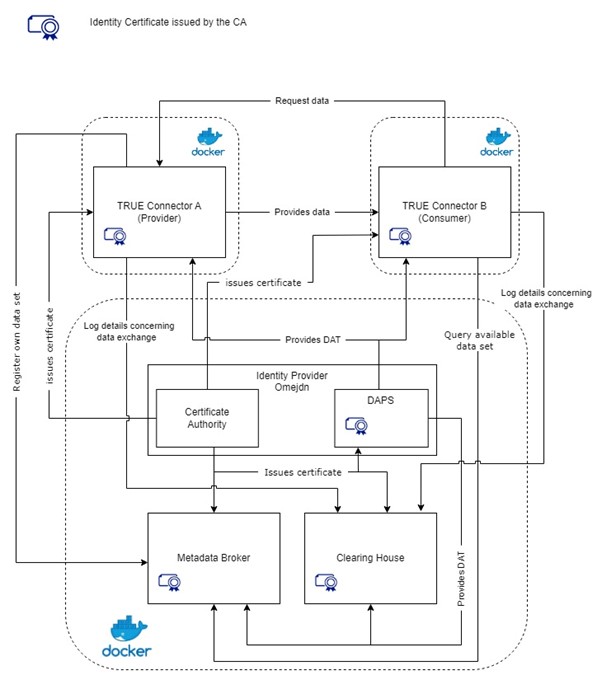 Identity Certificate issued by the CA
Request data
docker
docker
TRUE Connector A
(Provider)
Provides data
TRUE Connector B
(Consumer)
issues certificate
Log details concerning
data exchange
Register own data set
issues certificate
Log details concerning
data exchange
Provides DAT
Query available
data set
Identity Provider
Omejdn
Certificate
Authority
DAPS
Issues certificate
Metadata Broker
Clearing House
Provides DAT
docker